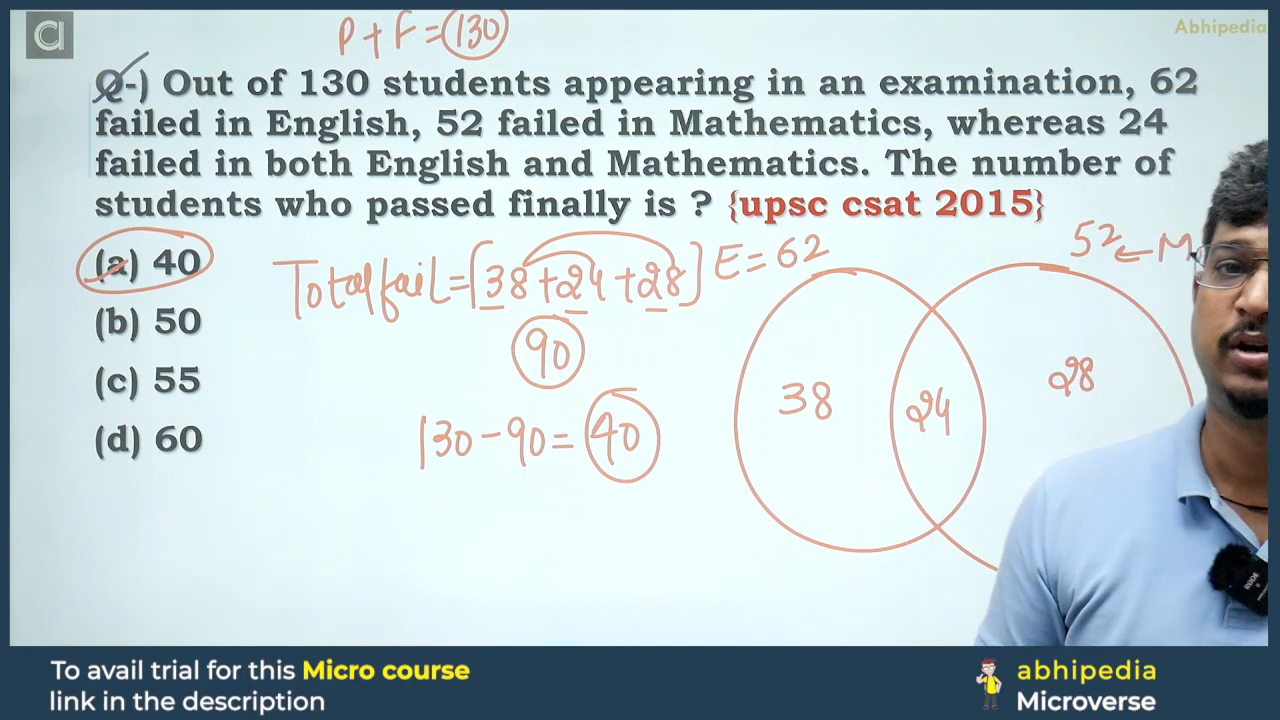 P + F = 130
Abhipedia
Q-) Out of 130 students appearing in an examination, 62
failed in English, 52 failed in Mathematics, whereas 24
failed in both English and Mathematics. The number of
students who passed finally is ? {upsc csat 2015}
(a) 40
(b) 50
(c) 55
(d) 60
Total fail = [38 + 24 + 28]
90
130 - 90 = 40
E = 62
52 ← M
38
24
28
To avail trial for this Micro course
link in the description
abhipedia
Microverse